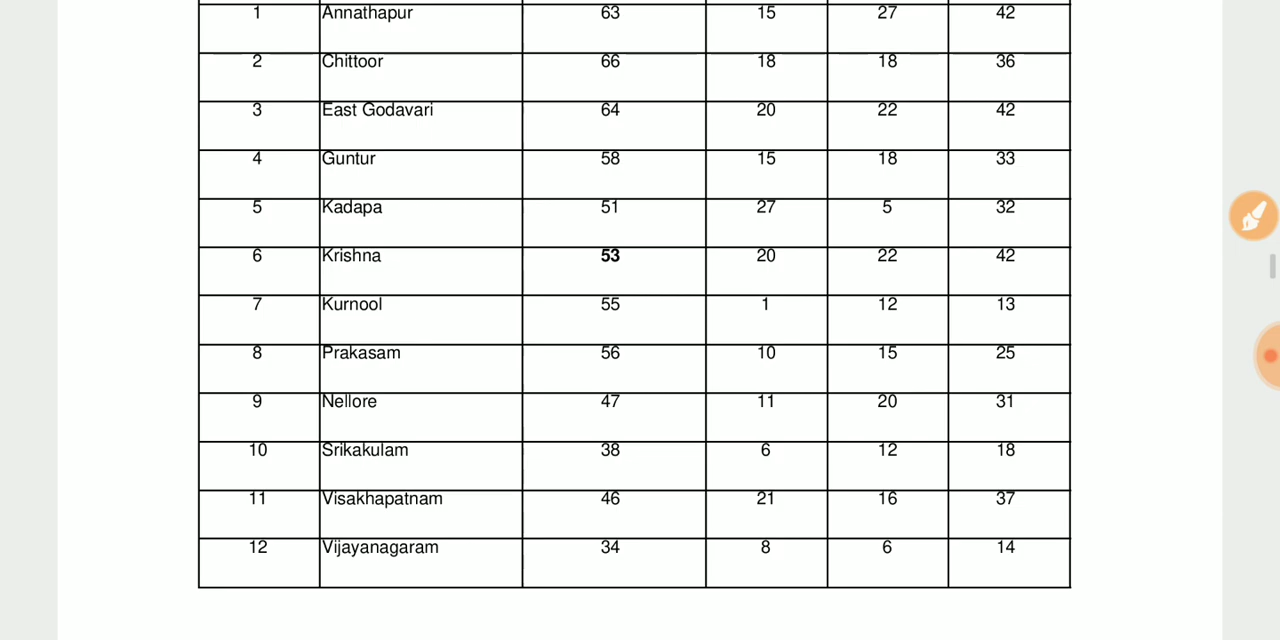 1 Annathapur 63 15 27 42
2 Chittoor 66 18 18 36
3 East Godavari 64 20 22 42
4 Guntur 58 15 18 33
5 Kadapa 51 27 5 32
6 Krishna 53 20 22 42
7 Kurnool 55 1 12 13
8 Prakasam 56 10 15 25
9 Nellore 47 11 20 31
10 Srikakulam 38 6 12 18
11 Visakhapatnam 46 21 16 37
12 Vijayanagaram 34 8 6 14